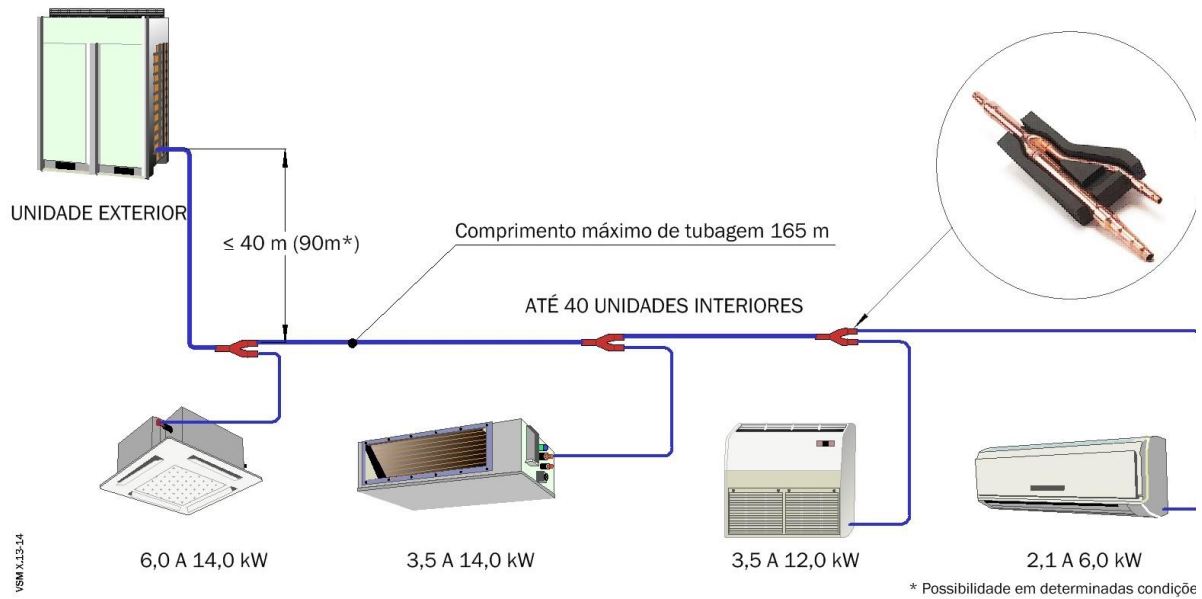 UNIDADE EXTERIOR
≤ 40 m (90m*)
Comprimento máximo de tubagem 165 m
ATÉ 40 UNIDADES INTERIORES
6,0 A 14,0 kW
3,5 A 14,0 kW
3,5 A 12,0 kW
2,1 A 6,0 kW
* Possibilidade em determinadas condiçõe
VSM X.13-14